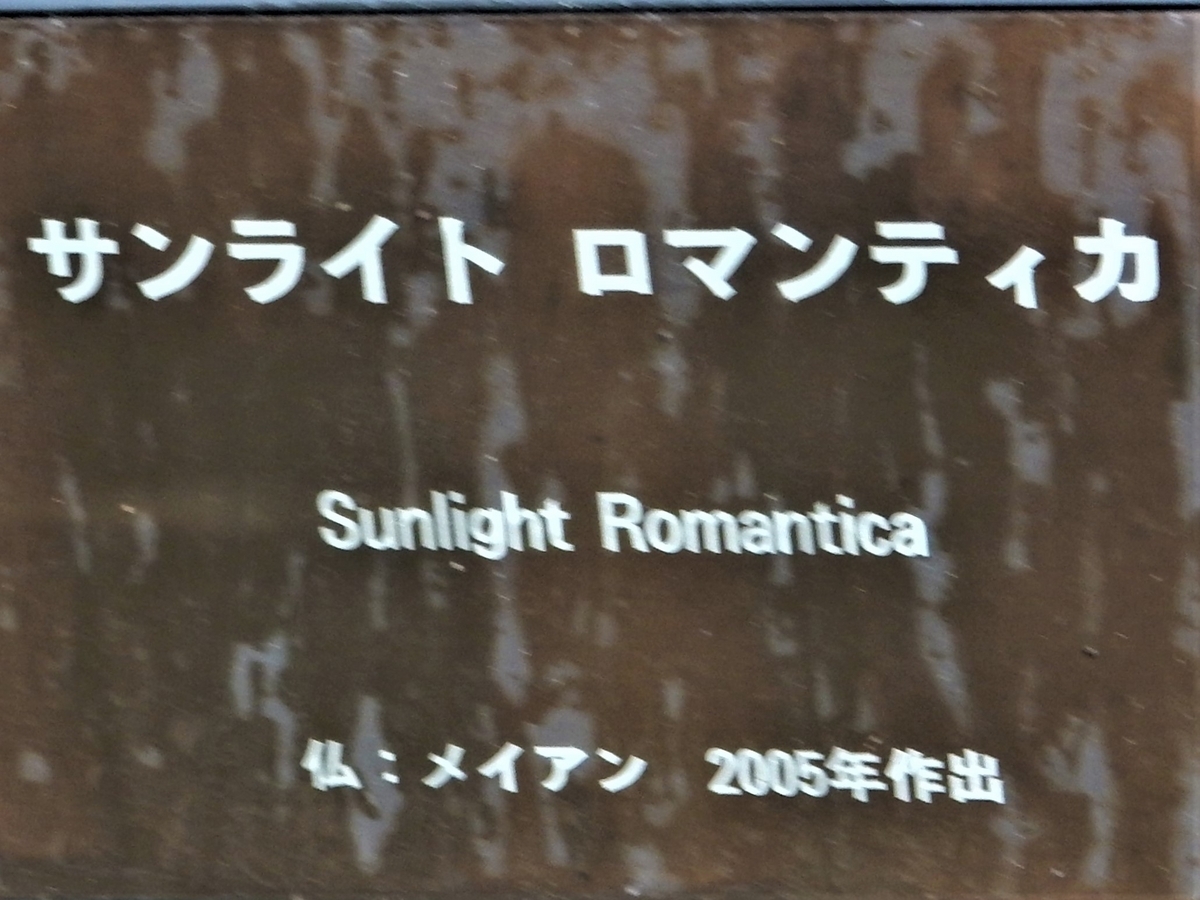 サンライト ロマンティカ
Sunlight Romantica
仏：メイアン　2005年作出